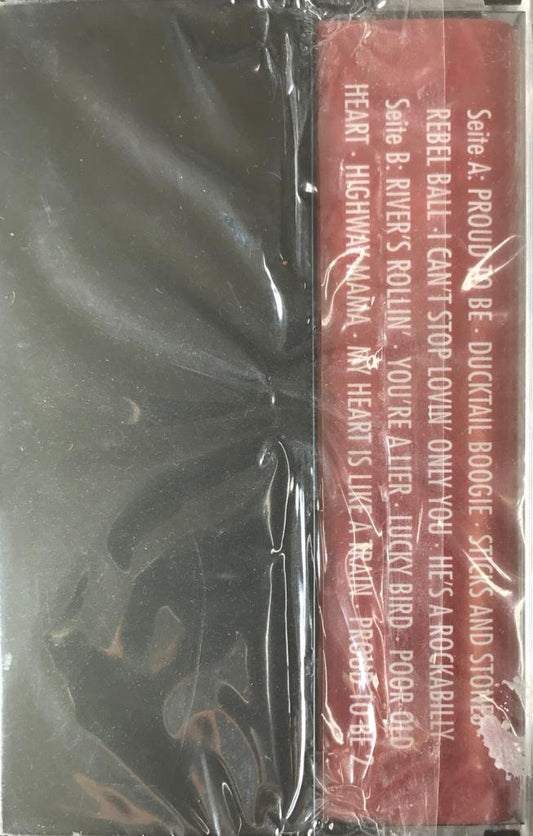 Seite A: PROUD TO BE · DUCKTAIL BOOGIE · STICKS AND STONES
REBEL BALL · I CAN'T STOP LOVIN' ONLY YOU · HE'S A ROCKABILLY
Seite B: RIVER'S ROLLIN' · YOU'RE A LIER · LUCKY BIRD · POOR OLD
HEART · HIGHWAY MAMA · MY HEART IS LIKE A TRAIN · PROUD TO BE 2